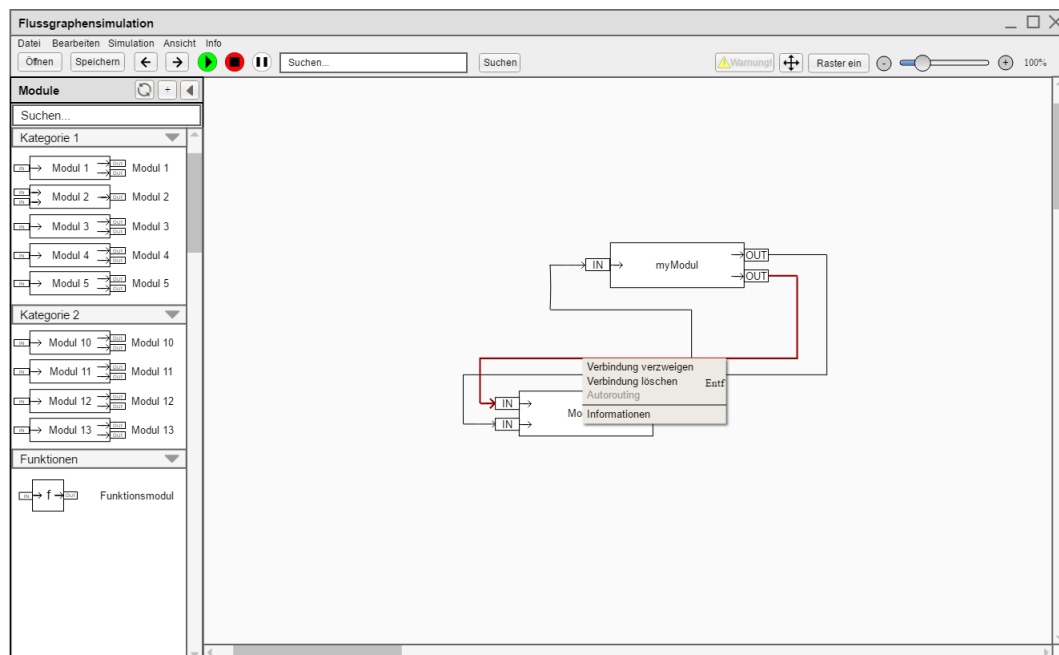 Flussgraphensimulation
Datei Bearbeiten Simulation Ansicht Info
Öffnen Speichern Suchen... Suchen Warnung! Raster ein - + 100%
Module +
Suchen...
Kategorie 1
IN Modul 1 OUT OUT Modul 1
IN IN Modul 2 OUT Modul 2
IN Modul 3 OUT OUT Modul 3
IN Modul 4 OUT OUT Modul 4
IN Modul 5 OUT OUT Modul 5
Kategorie 2
IN Modul 10 OUT OUT Modul 10
IN Modul 11 OUT OUT Modul 11
IN Modul 12 OUT OUT Modul 12
IN Modul 13 OUT OUT Modul 13
Funktionen
IN f OUT Funktionsmodul
OUT
IN myModul
OUT
Verbindung verzweigen
Verbindung löschen Entf
Autorouting
Informationen
IN
Mo
IN